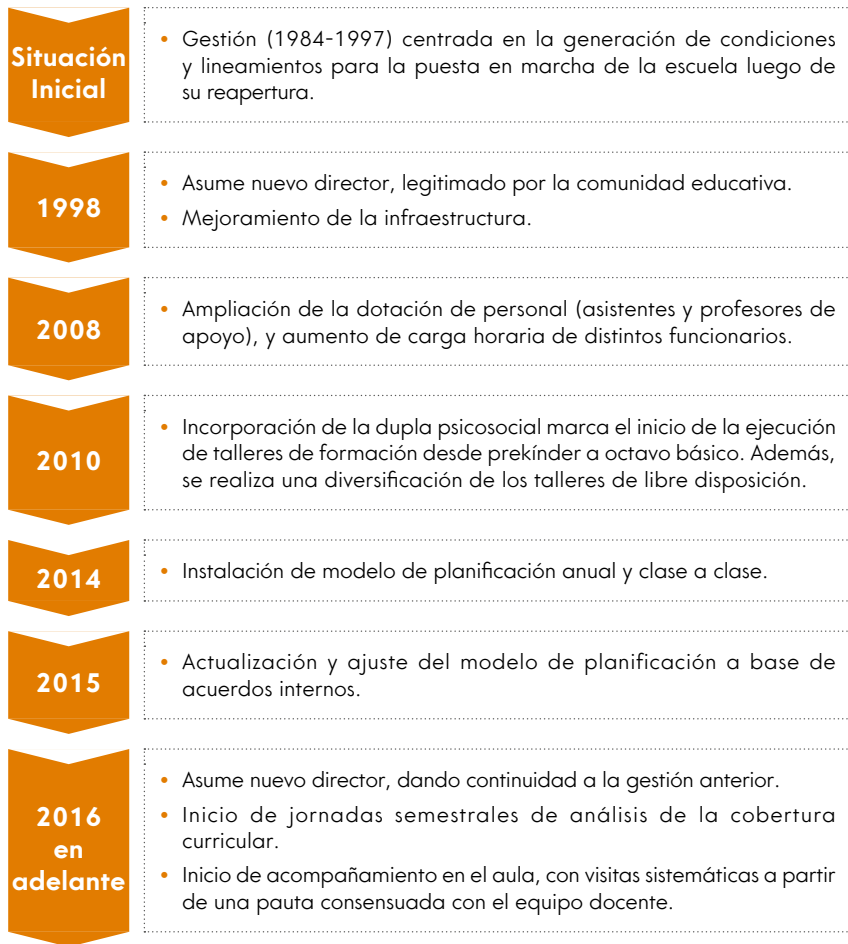 Situación
Inicial
• Gestión (1984-1997) centrada en la generación de condiciones
y lineamientos para la puesta en marcha de la escuela luego de
su reapertura.
1998
• Asume nuevo director, legitimado por la comunidad educativa.
• Mejoramiento de la infraestructura.
2008
• Ampliación de la dotación de personal (asistentes y profesores de
apoyo), y aumento de carga horaria de distintos funcionarios.
2010
• Incorporación de la dupla psicosocial marca el inicio de la ejecución
de talleres de formación desde prekínder a octavo básico. Además,
se realiza una diversificación de los talleres de libre disposición.
2014
• Instalación de modelo de planificación anual y clase a clase.
2015
• Actualización y ajuste del modelo de planificación a base de
acuerdos internos.
2016
en
adelante
• Asume nuevo director, dando continuidad a la gestión anterior.
• Inicio de jornadas semestrales de análisis de la cobertura
curricular.
• Inicio de acompañamiento en el aula, con visitas sistemáticas a partir
de una pauta consensuada con el equipo docente.